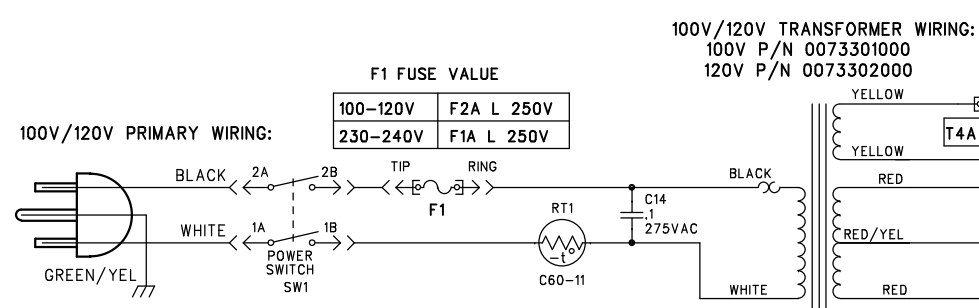 100V/120V TRANSFORMER WIRING:
100V P/N 0073301000
120V P/N 0073302000
F1 FUSE VALUE
100-120V F2A L 250V
230-240V F1A L 250V
100V/120V PRIMARY WIRING:
YELLOW
T4A
YELLOW
BLACK 2A 2B TIP RING
F1
BLACK
RED
C14
.1
275VAC
RT1
WHITE 1A 1B
POWER
SWITCH
SW1
-t°
C60-11
RED/YEL
GREEN/YEL
WHITE
RED